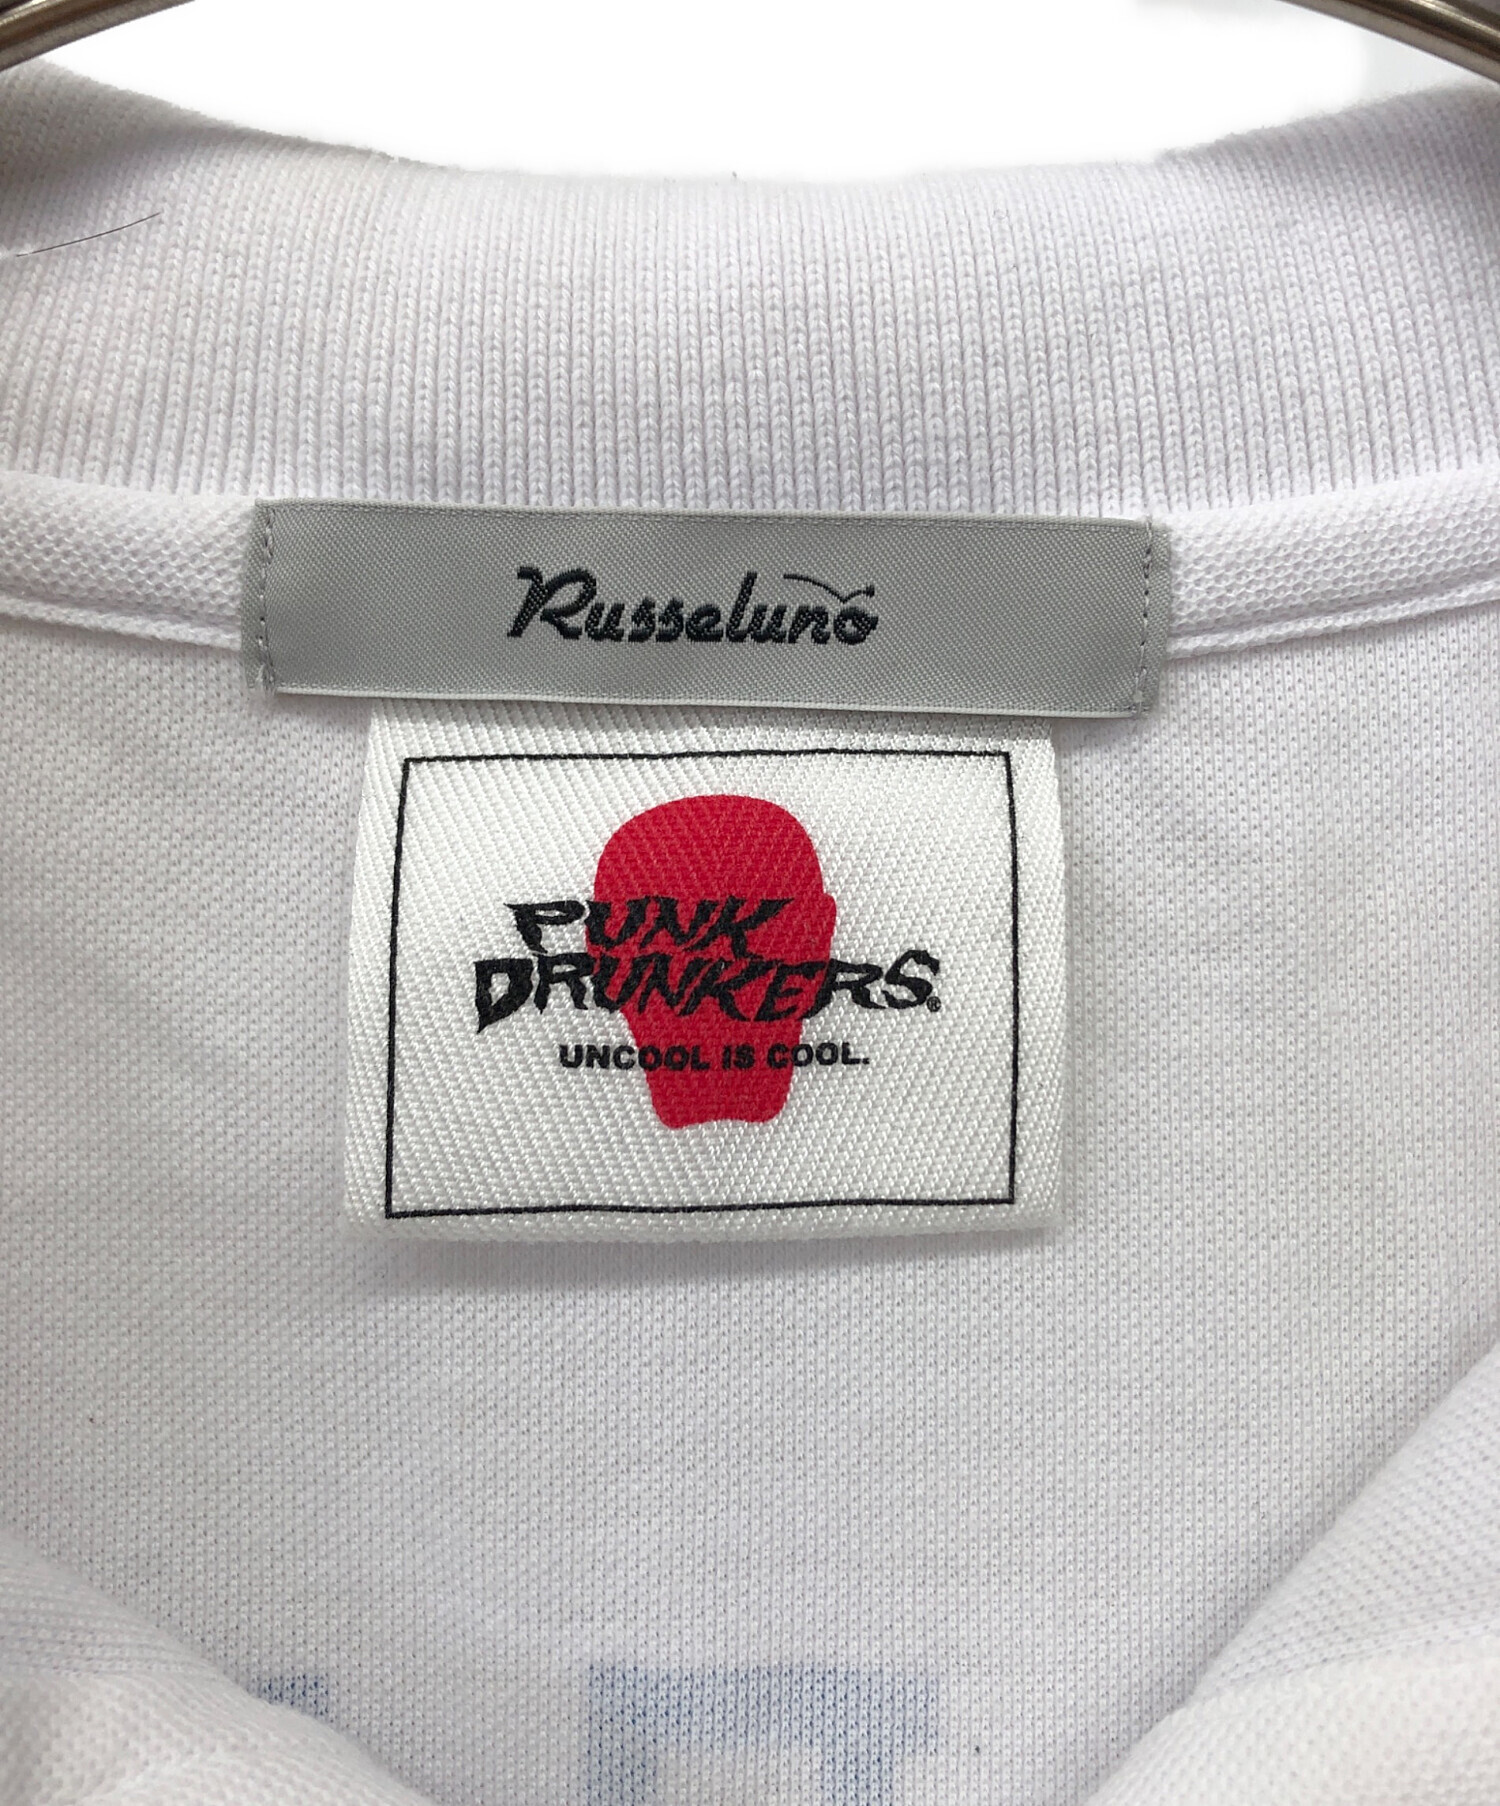 Russeluno
PUNK
DRUNKERS®
UNCOOL IS COOL.